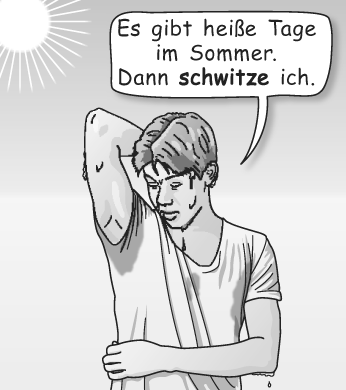 Es gibt heiße Tage
im Sommer.
Dann schwitze ich.